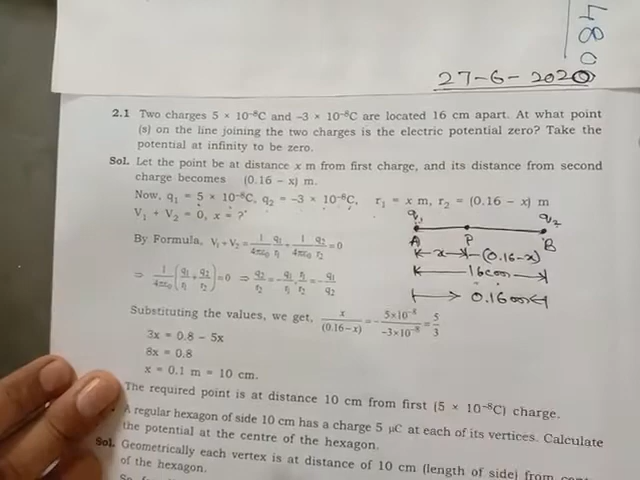 480
27-6-2020
2.1 Two charges 5 × 10⁻⁸C and –3 × 10⁻⁸C are located 16 cm apart. At what point
(s) on the line joining the two charges is the electric potential zero? Take the
potential at infinity to be zero.
Sol. Let the point be at distance x m from first charge, and its distance from second
charge becomes (0.16 – x) m.
Now, q₁ = 5 × 10⁻⁸C, q₂ = –3 × 10⁻⁸C, r₁ = x m, r₂ = (0.16 – x) m
V₁ + V₂ = 0, x = ?
q₁ q₂
A P B
x (0.16-x)
16cm
0.16cm
By Formula, V₁ + V₂ = 1/4πε₀ q₁/r₁ + 1/4πε₀ q₂/r₂ = 0
⇒ 1/4πε₀ (q₁/r₁ + q₂/r₂) = 0 ⇒ q₂/r₂ = – q₁/r₁, r₁/r₂ = – q₁/q₂
Substituting the values, we get, x/(0.16 – x) = – 5×10⁻⁸/–3×10⁻⁸ = 5/3
3x = 0.8 – 5x
8x = 0.8
x = 0.1 m = 10 cm.
The required point is at distance 10 cm from first (5 × 10⁻⁸C) charge.
A regular hexagon of side 10 cm has a charge 5 μC at each of its vertices. Calculate
the potential at the centre of the hexagon.
Sol. Geometrically each vertex is at distance of 10 cm (length of side) from
of the hexagon.